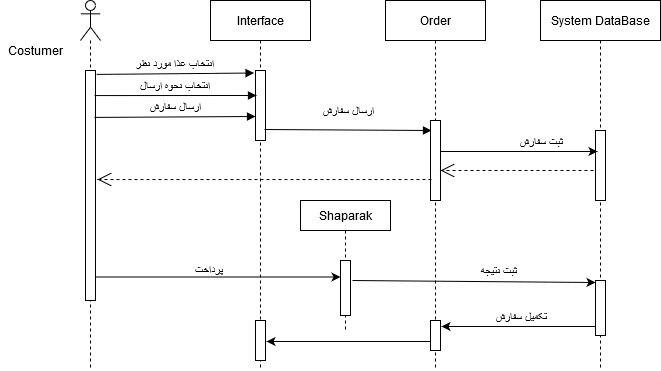 Interface
Order
System DataBase
Costumer
انتخاب غذا مورد نظر
انتخاب نحوه ارسال
ارسال سفارش
ارسال سفارش
ثبت سفارش
Shaparak
پرداخت
ثبت نتیجه
تکمیل سفارش